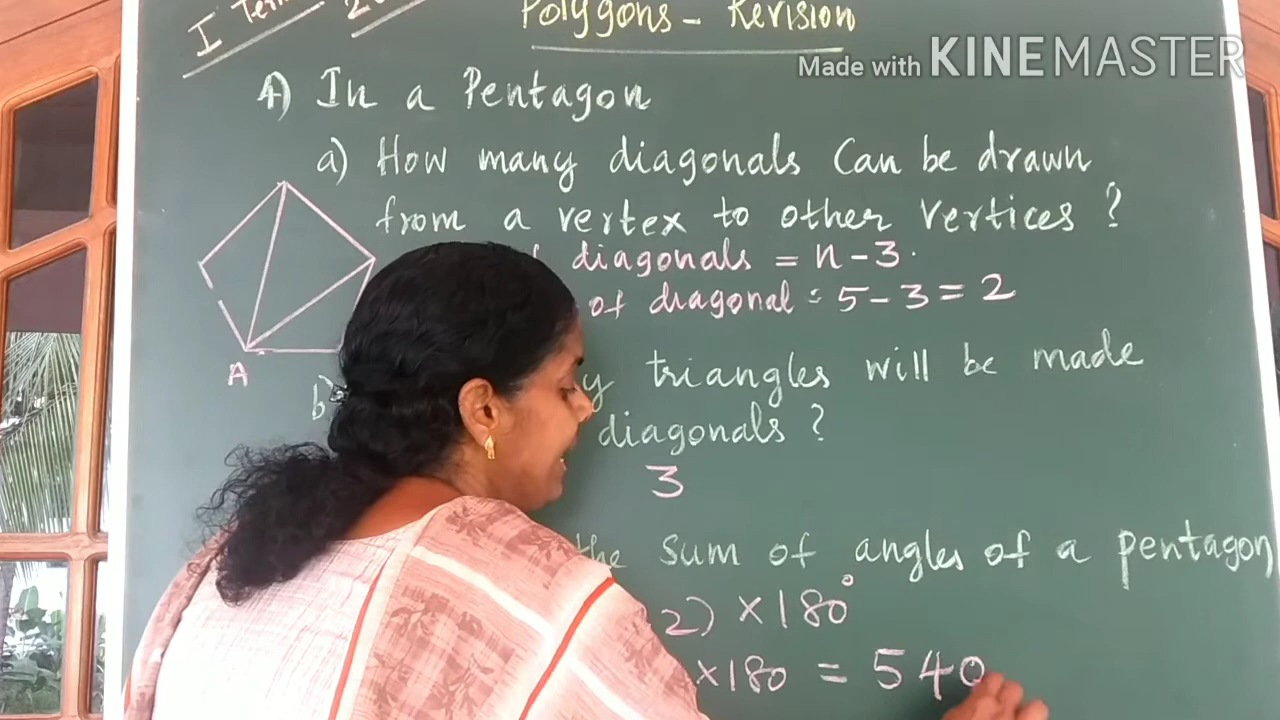 I Term
Polygons - Revision
Made with KINEMASTER
4) In a Pentagon
a) How many diagonals Can be drawn
from a vertex to other vertices ?
diagonals = n-3.
of diagonal = 5-3=2
A
triangles will be made
b)
diagonals ?
3
the sum of angles of a pentagon
2) ×180°
×180 = 540